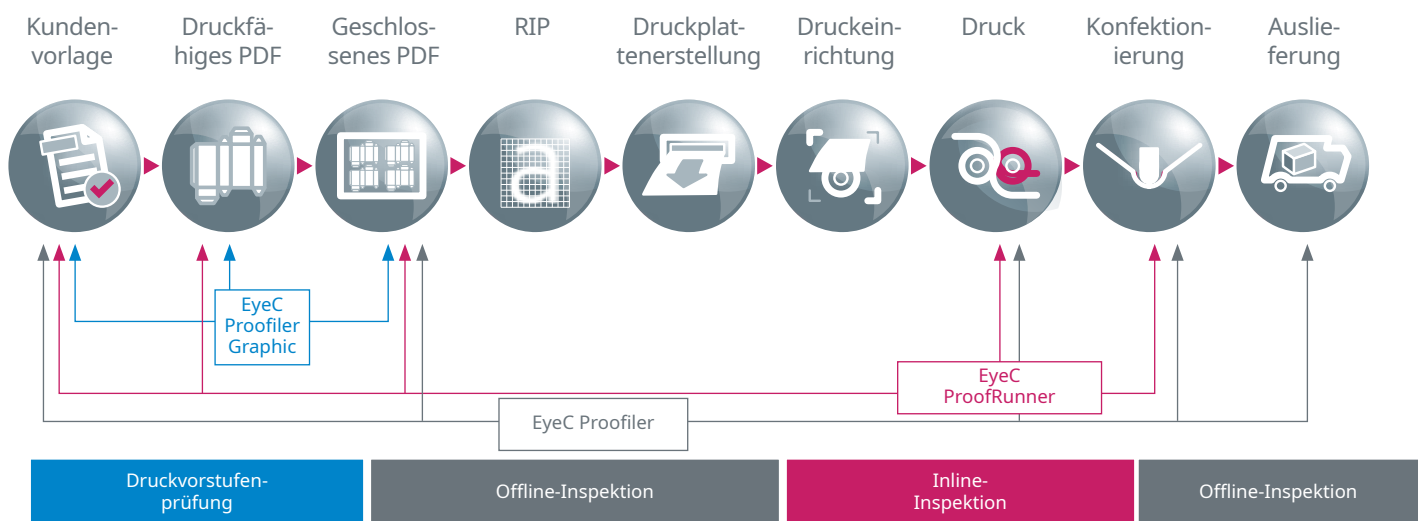 Kunden-
vorlage
Druckfä-
higes PDF
Geschlos-
senes PDF
RIP
Druckplat-
tenerstellung
Druckein-
richtung
Druck
Konfektion-
ierung
Auslie-
ferung
a
EyeC
Proofiler
Graphic
EyeC
ProofRunner
EyeC Proofiler
Druckvorstufen-
prüfung
Offline-Inspektion
Inline-
Inspektion
Offline-Inspektion